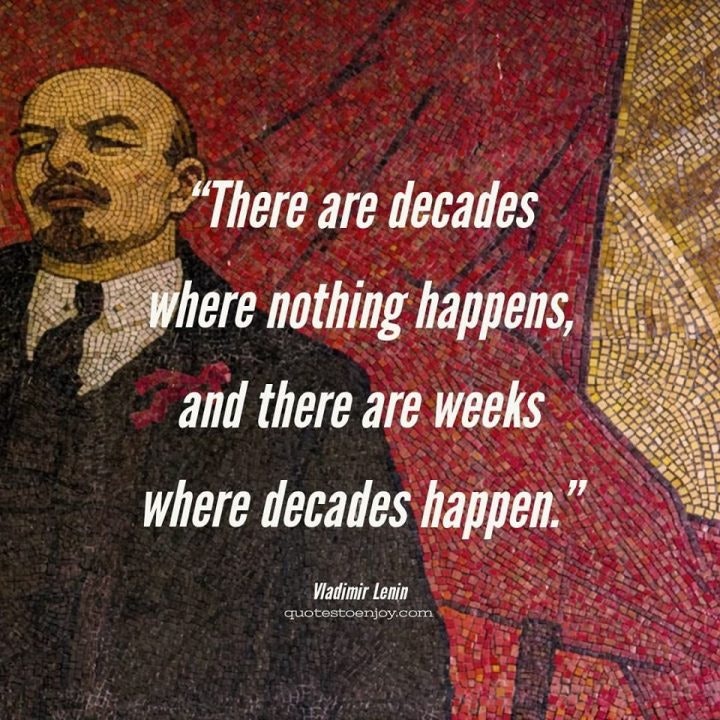 “There are decades
where nothing happens,
and there are weeks
where decades happen.”
Vladimir Lenin
quotestoenjoy.com